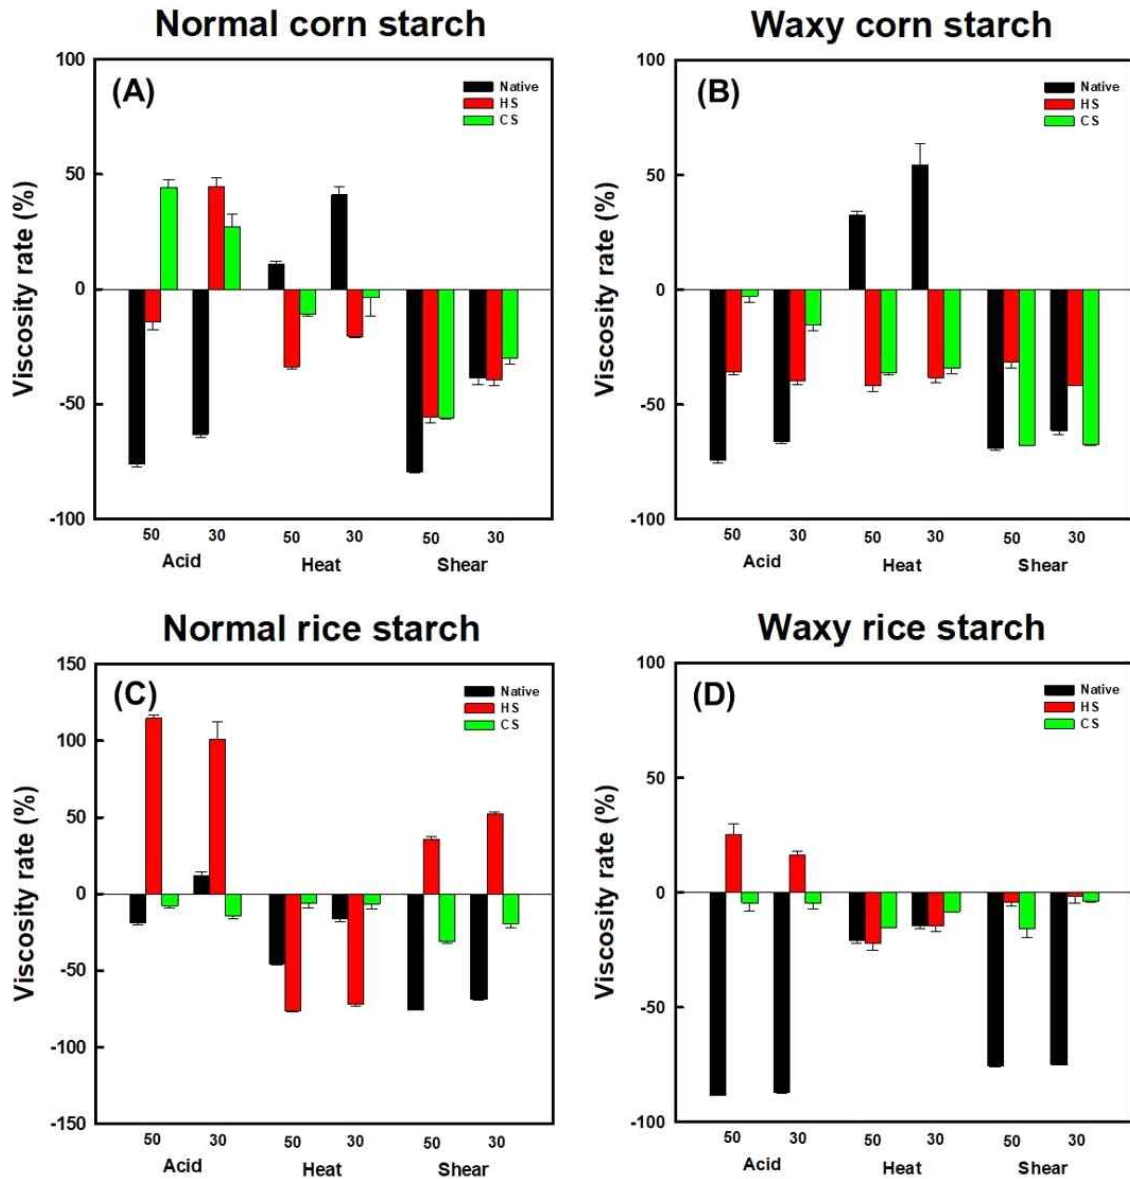 Normal corn starch
(A)
Native
HS
CS
Viscosity rate (%)
100
50
0
-50
-100
50 30 50 30 50 30
Acid Heat Shear
Waxy corn starch
(B)
Native
HS
CS
Viscosity rate (%)
100
50
0
-50
-100
50 30 50 30 50 30
Acid Heat Shear
Normal rice starch
(C)
Native
HS
CS
Viscosity rate (%)
150
100
50
0
-50
-100
-150
50 30 50 30 50 30
Acid Heat Shear
Waxy rice starch
(D)
Native
HS
CS
Viscosity rate (%)
100
50
0
-50
-100
50 30 50 30 50 30
Acid Heat Shear